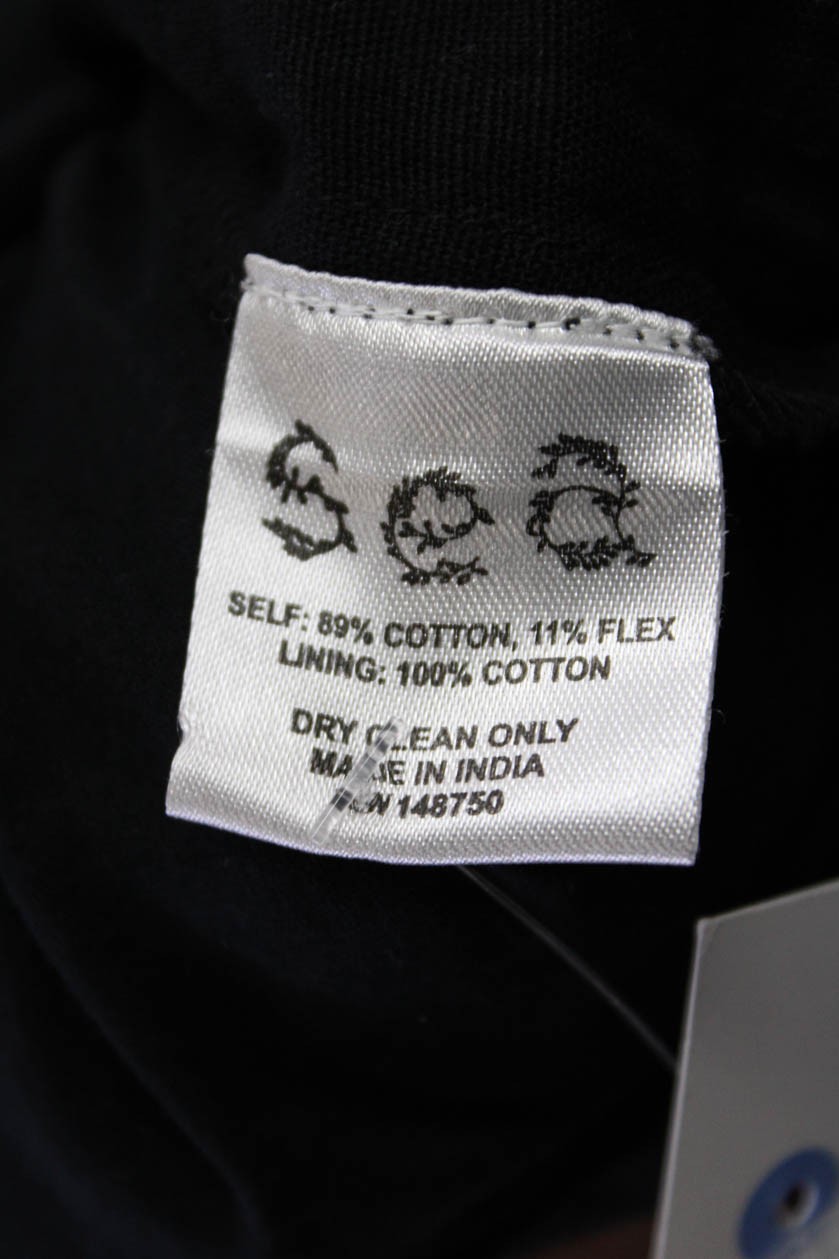 Sea
SELF: 89% COTTON, 11% FLEX
LINING: 100% COTTON
DRY CLEAN ONLY
MADE IN INDIA
148750